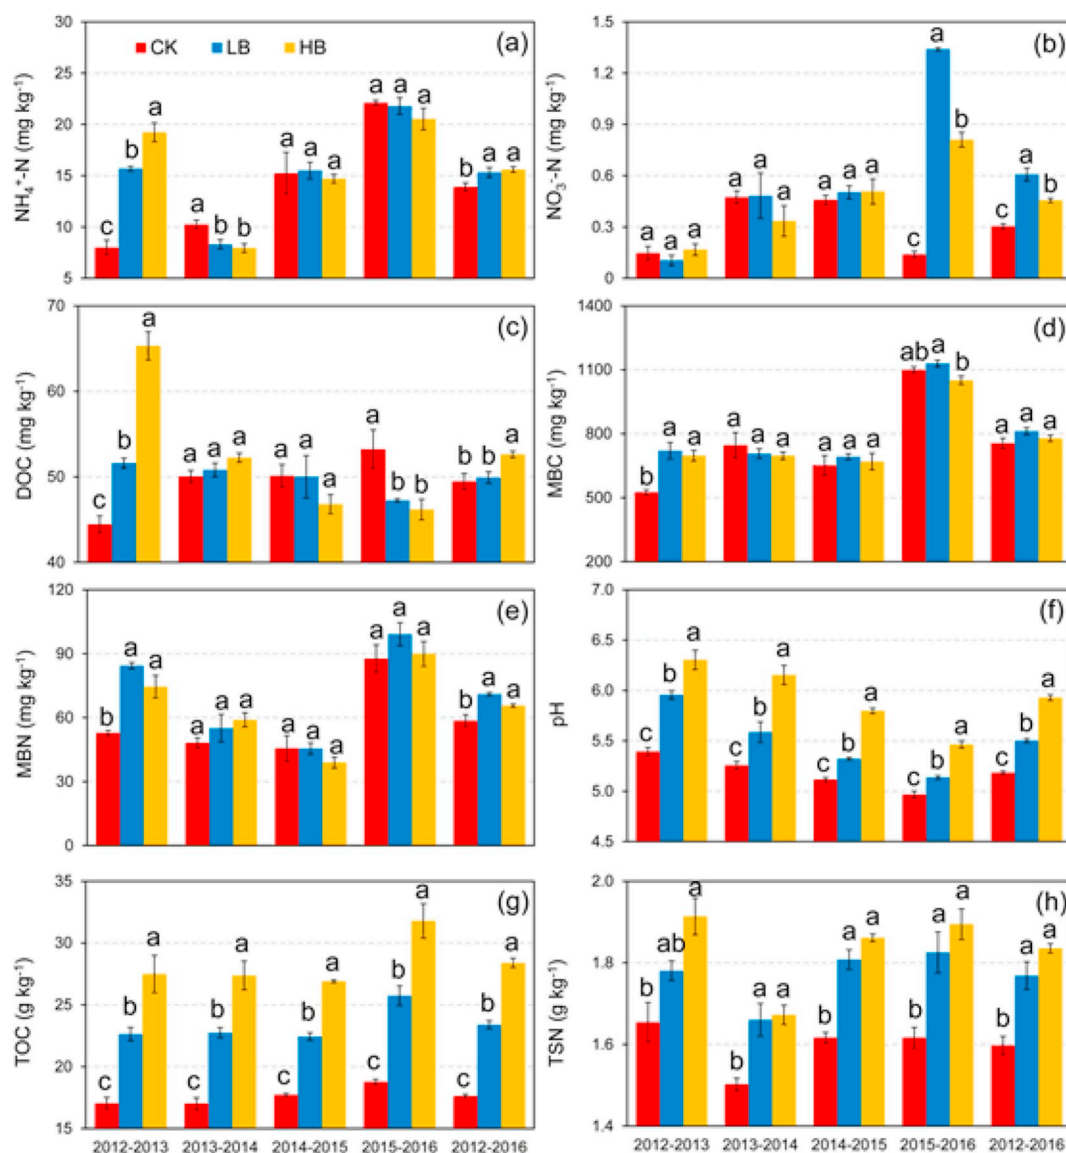 CK LB HB
(a)
NH₄⁺-N (mg kg⁻¹)
30
25
20
15
10
5
c b a a b b a a a a a a b a a
(b)
NO₃⁻-N (mg kg⁻¹)
1.5
1.2
0.9
0.6
0.3
0
a a a a a a a a a c a b c a b
(c)
DOC (mg kg⁻¹)
70
60
50
40
c b a a a a a a a a b b b b a
(d)
MBC (mg kg⁻¹)
1400
1100
800
500
200
b a a a a a a a a ab a b a a a
(e)
MBN (mg kg⁻¹)
120
90
60
30
0
b a a a a a a a a a a a b a a
(f)
pH
7.0
6.5
6.0
5.5
5.0
4.5
c b a c b a c b a c b a c b a
(g)
TOC (g kg⁻¹)
35
30
25
20
15
c b a c b a c b a c b a c b a
2012-2013 2013-2014 2014-2015 2015-2016 2012-2016
(h)
TSN (g kg⁻¹)
2.0
1.8
1.6
1.4
b ab a b a a b a a b a a b a a
2012-2013 2013-2014 2014-2015 2015-2016 2012-2016